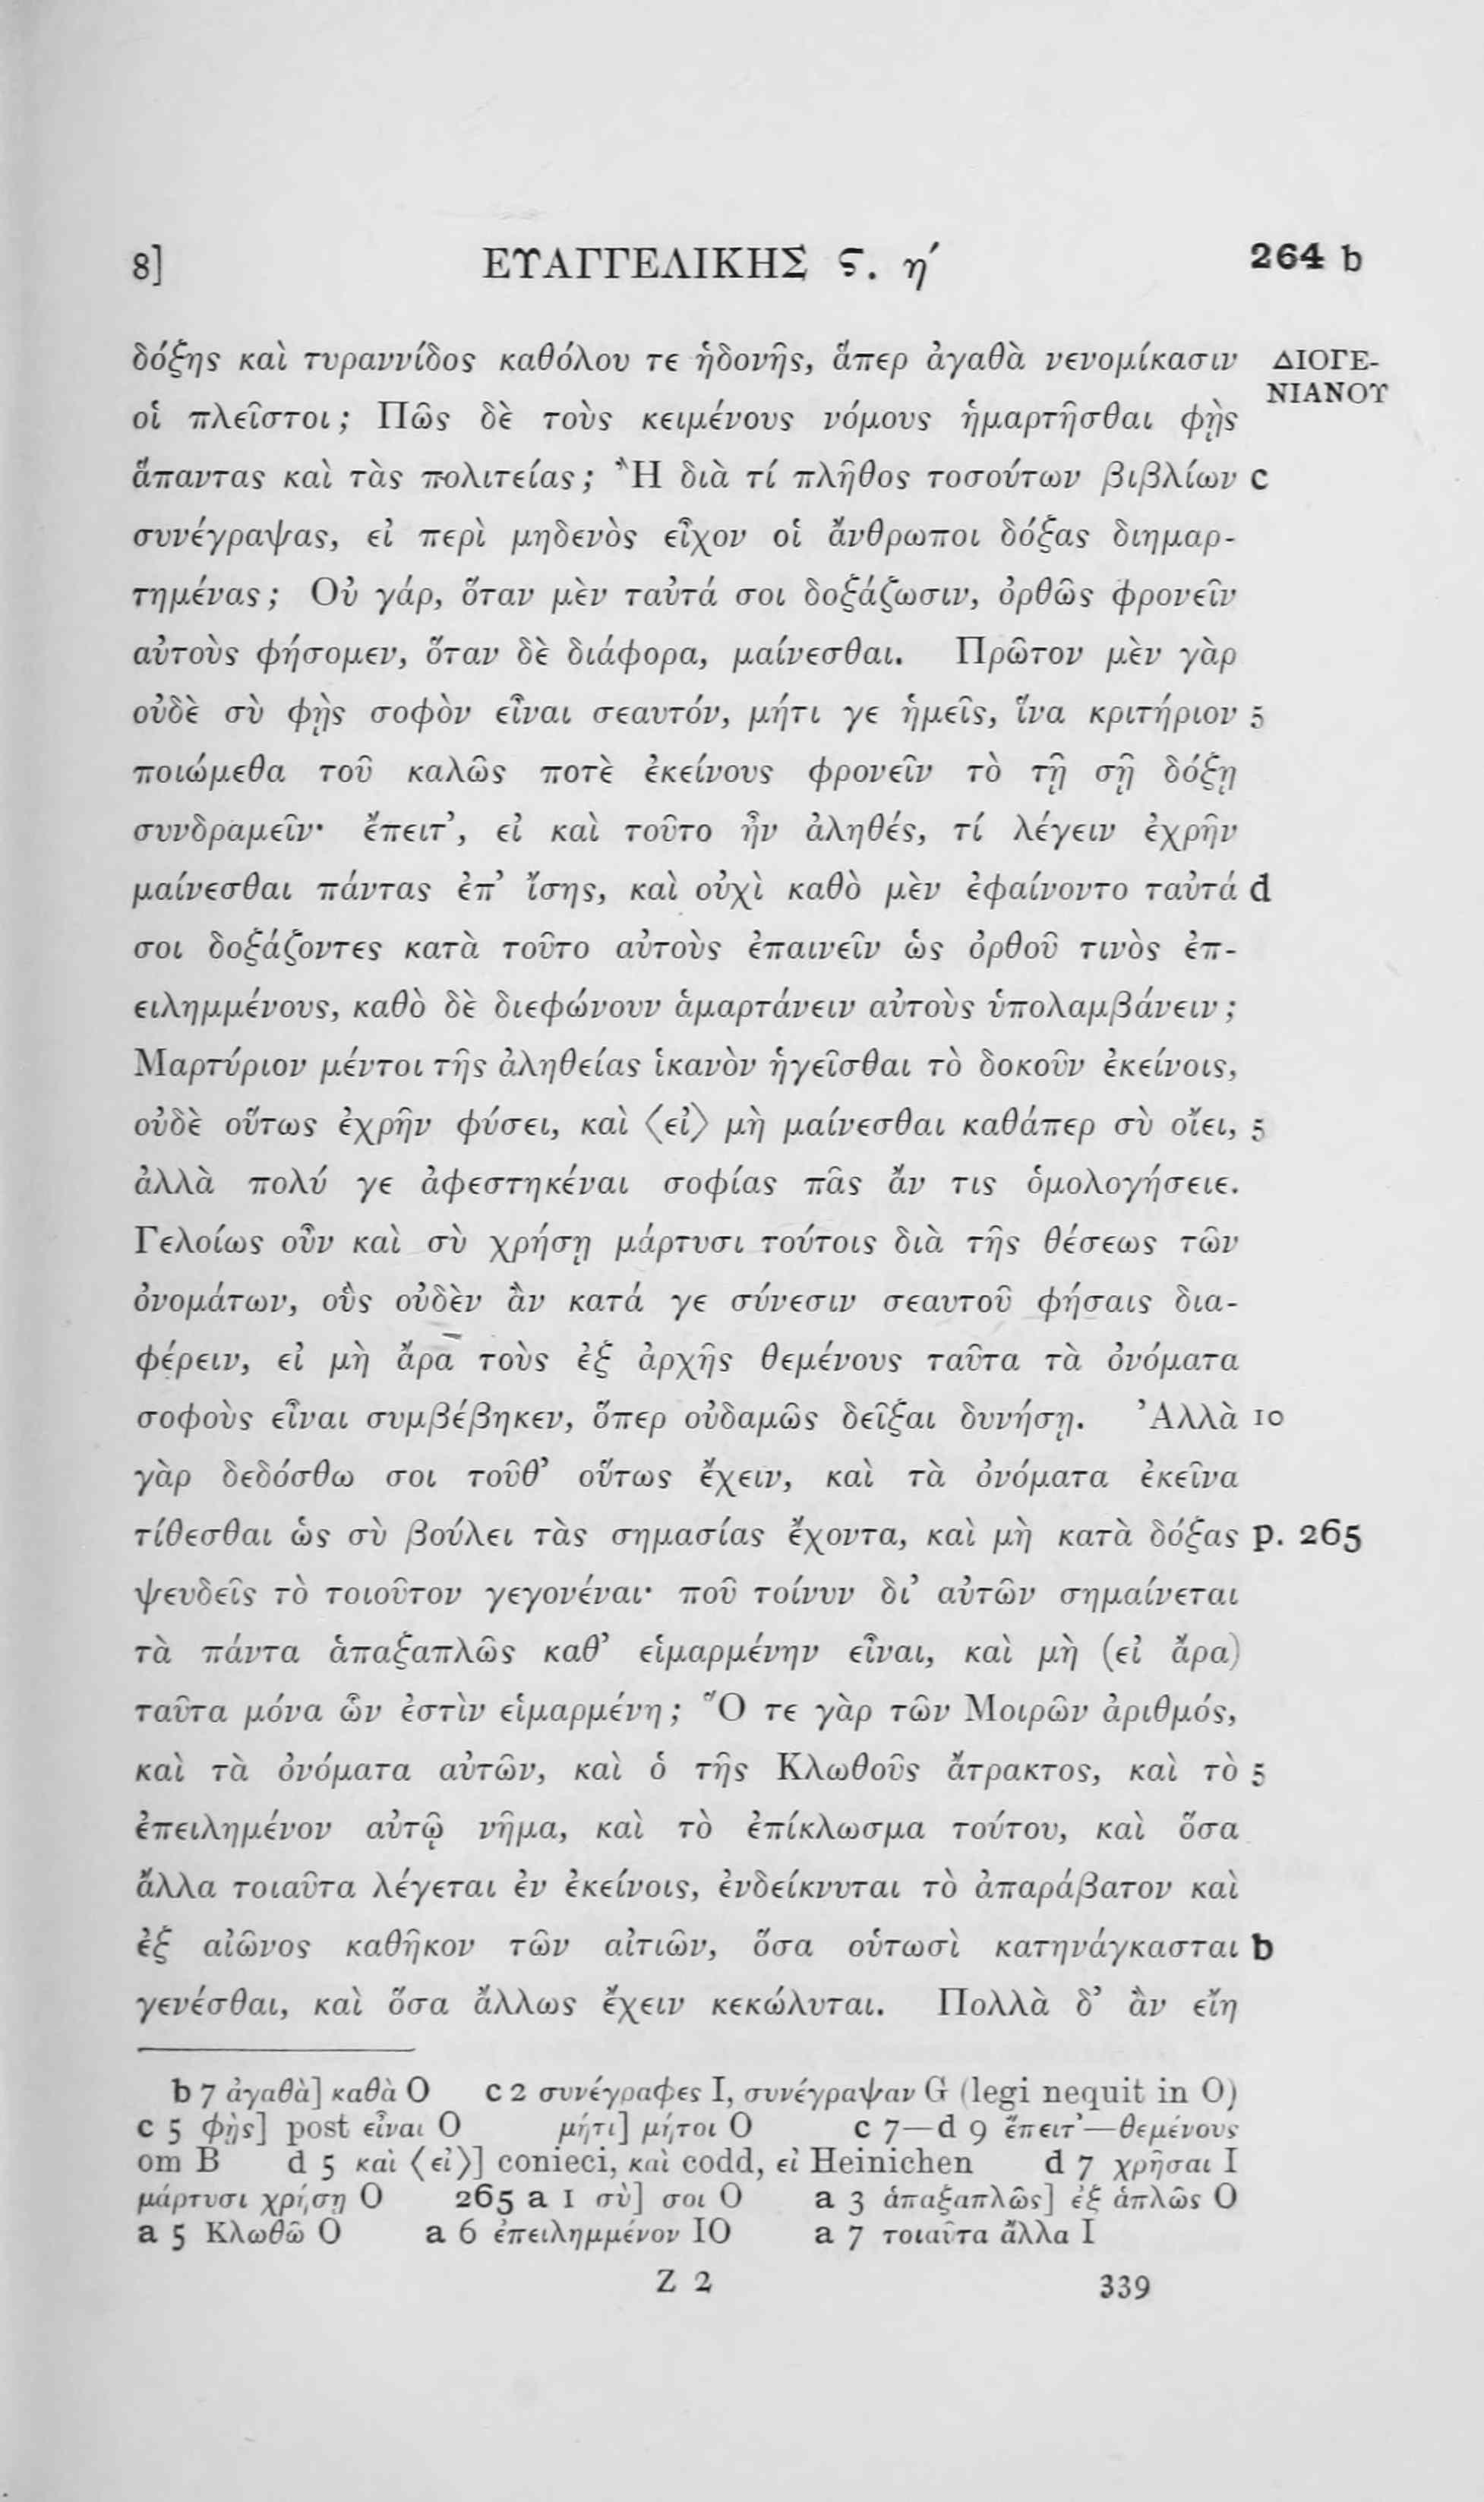 8] ΕΥΑΓΓΕΛΙΚΗΣ ϛ. η′ 264 b
δόξης καὶ τυραννίδος καθόλου τε ἡδονῆς, ἅπερ ἀγαθὰ νενομίκασιν ΔΙΟΓΕ-
ΝΙΑΝΟΥ
οἱ πλεῖστοι; Πῶς δὲ τοὺς κειμένους νόμους ἡμαρτῆσθαι φῂς
ἅπαντας καὶ τὰς πολιτείας; Ἢ διὰ τί πλῆθος τοσούτων βιβλίων c
συνέγραψας, εἰ περὶ μηδενὸς εἶχον οἱ ἄνθρωποι δόξας διημαρ-
τημένας; Οὐ γάρ, ὅταν μὲν ταὐτά σοι δοξάζωσιν, ὀρθῶς φρονεῖν
αὐτοὺς φήσομεν, ὅταν δὲ διάφορα, μαίνεσθαι. Πρῶτον μὲν γὰρ
οὐδὲ σὺ φῂς σοφὸν εἶναι σεαυτόν, μήτι γε ἡμεῖς, ἵνα κριτήριον 5
ποιώμεθα τοῦ καλῶς ποτὲ ἐκείνους φρονεῖν τὸ τῇ σῇ δόξῃ
συνδραμεῖν· ἔπειτ’, εἰ καὶ τοῦτο ἦν ἀληθές, τί λέγειν ἐχρῆν
μαίνεσθαι πάντας ἐπ’ ἴσης, καὶ οὐχὶ καθὸ μὲν ἐφαίνοντο ταὐτά d
σοι δοξάζοντες κατὰ τοῦτο αὐτοὺς ἐπαινεῖν ὡς ὀρθοῦ τινὸς ἐπ-
ειλημμένους, καθὸ δὲ διεφώνουν ἁμαρτάνειν αὐτοὺς ὑπολαμβάνειν;
Μαρτύριον μέντοι τῆς ἀληθείας ἱκανὸν ἡγεῖσθαι τὸ δοκοῦν ἐκείνοις,
οὐδὲ οὕτως ἐχρῆν φύσει, καὶ ⟨εἰ⟩ μὴ μαίνεσθαι καθάπερ σὺ οἴει, 5
ἀλλὰ πολύ γε ἀφεστηκέναι σοφίας πᾶς ἄν τις ὁμολογήσειε.
Γελοίως οὖν καὶ σὺ χρήσῃ μάρτυσι τούτοις διὰ τῆς θέσεως τῶν
ὀνομάτων, οὓς οὐδὲν ἂν κατά γε σύνεσιν σεαυτοῦ φήσαις δια-
φέρειν, εἰ μὴ ἄρα τοὺς ἐξ ἀρχῆς θεμένους ταῦτα τὰ ὀνόματα
σοφοὺς εἶναι συμβέβηκεν, ὅπερ οὐδαμῶς δεῖξαι δυνήσῃ. Ἀλλὰ 10
γὰρ δεδόσθω σοι τοῦθ’ οὕτως ἔχειν, καὶ τὰ ὀνόματα ἐκεῖνα
τίθεσθαι ὡς σὺ βούλει τὰς σημασίας ἔχοντα, καὶ μὴ κατὰ δόξας p. 265
ψευδεῖς τὸ τοιοῦτον γεγονέναι· ποῦ τοίνυν δι’ αὐτῶν σημαίνεται
τὰ πάντα ἁπαξαπλῶς καθ’ εἱμαρμένην εἶναι, καὶ μὴ (εἰ ἄρα)
ταῦτα μόνα ὧν ἐστὶν εἱμαρμένη; Ὅ τε γὰρ τῶν Μοιρῶν ἀριθμός,
καὶ τὰ ὀνόματα αὐτῶν, καὶ ὁ τῆς Κλωθοῦς ἄτρακτος, καὶ τὸ 5
ἐπειλημένον αὐτῷ νῆμα, καὶ τὸ ἐπίκλωσμα τούτου, καὶ ὅσα
ἄλλα τοιαῦτα λέγεται ἐν ἐκείνοις, ἐνδείκνυται τὸ ἀπαράβατον καὶ
ἐξ αἰῶνος καθῆκον τῶν αἰτιῶν, ὅσα οὑτωσὶ κατηνάγκασται b
γενέσθαι, καὶ ὅσα ἄλλως ἔχειν κεκώλυται. Πολλὰ δ’ ἂν εἴη
b 7 ἀγαθὰ] καθὰ O c 2 συνέγραφες I, συνέγραψαν G (legi nequit in O)
c 5 φῂς] post εἶναι O μήτι] μήτοι O c 7—d 9 ἔπειτ’—θεμένους
om B d 5 καὶ ⟨εἰ⟩] conieci, καὶ codd, εἰ Heinichen d 7 χρῆσαι I
μάρτυσι χρήσῃ O 265 a 1 σὺ] σοι O a 3 ἁπαξαπλῶς] ἐξ ἁπλῶς O
a 5 Κλωθῶ O a 6 ἐπειλημμένον IO a 7 τοιαῦτα ἄλλα I
Z 2 339